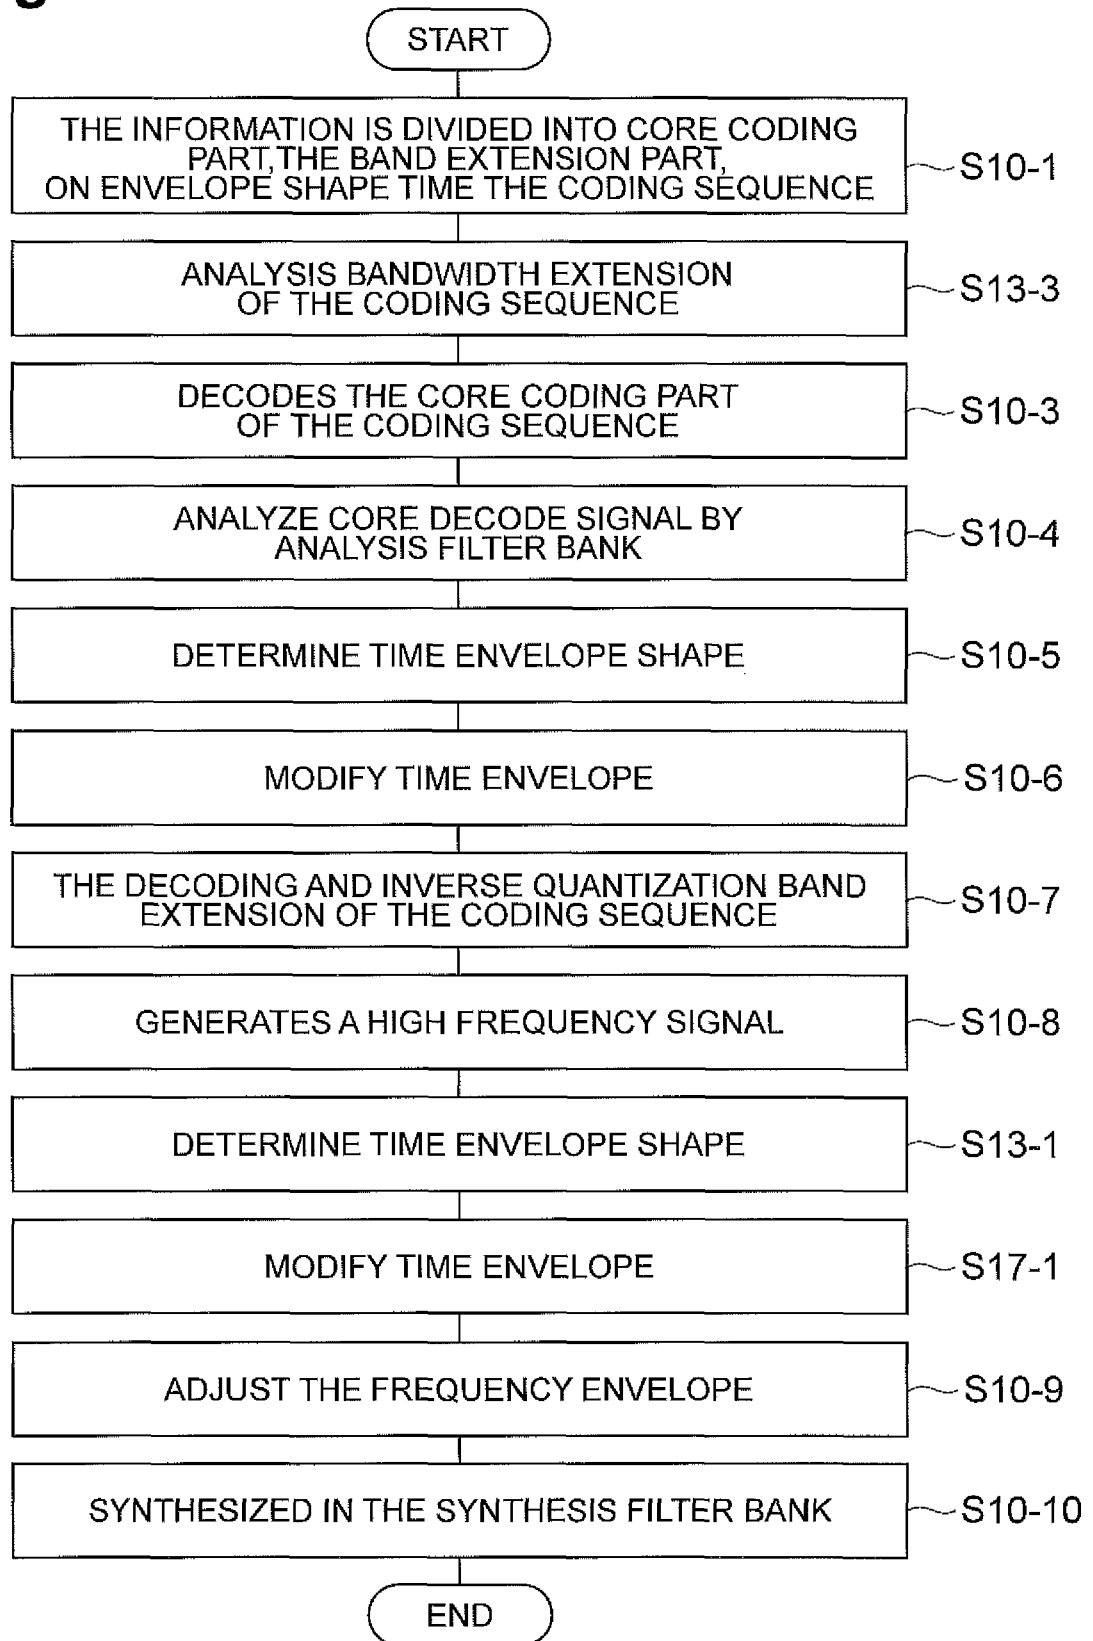 START
THE INFORMATION IS DIVIDED INTO CORE CODING
PART, THE BAND EXTENSION PART,
ON ENVELOPE SHAPE TIME THE CODING SEQUENCE
S10-1
ANALYSIS BANDWIDTH EXTENSION
OF THE CODING SEQUENCE
S13-3
DECODES THE CORE CODING PART
OF THE CODING SEQUENCE
S10-3
ANALYZE CORE DECODE SIGNAL BY
ANALYSIS FILTER BANK
S10-4
DETERMINE TIME ENVELOPE SHAPE
S10-5
MODIFY TIME ENVELOPE
S10-6
THE DECODING AND INVERSE QUANTIZATION BAND
EXTENSION OF THE CODING SEQUENCE
S10-7
GENERATES A HIGH FREQUENCY SIGNAL
S10-8
DETERMINE TIME ENVELOPE SHAPE
S13-1
MODIFY TIME ENVELOPE
S17-1
ADJUST THE FREQUENCY ENVELOPE
S10-9
SYNTHESIZED IN THE SYNTHESIS FILTER BANK
S10-10
END